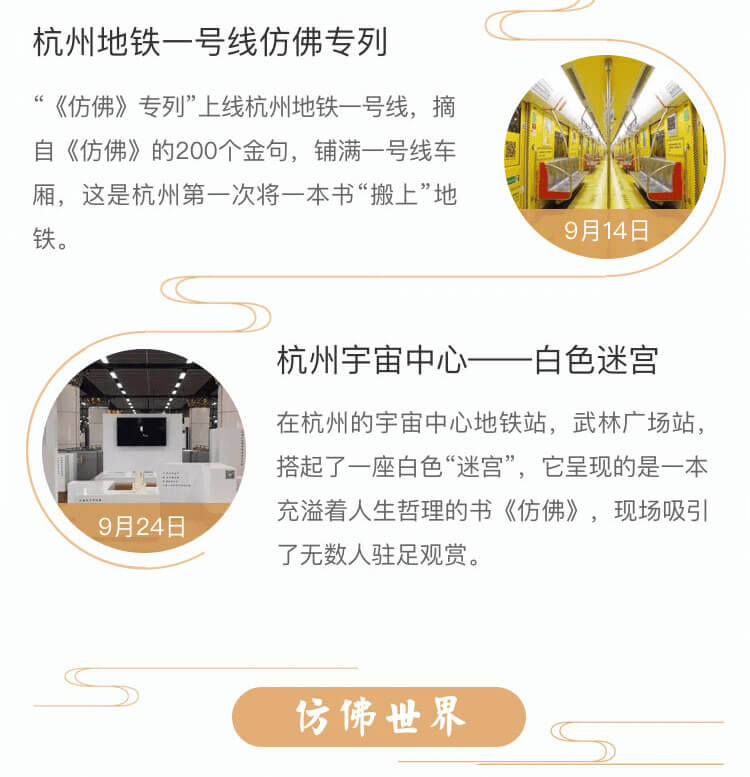 杭州地铁一号线仿佛专列
“《仿佛》专列”上线杭州地铁一号线，摘
自《仿佛》的200个金句，铺满一号线车
厢，这是杭州第一次将一本书“搬上”地
铁。
9月14日
杭州宇宙中心——白色迷宫
在杭州的宇宙中心地铁站，武林广场站，
搭起了一座白色“迷宫”，它呈现的是一本
充溢着人生哲理的书《仿佛》，现场吸引
了无数人驻足观赏。
9月24日
仿佛世界